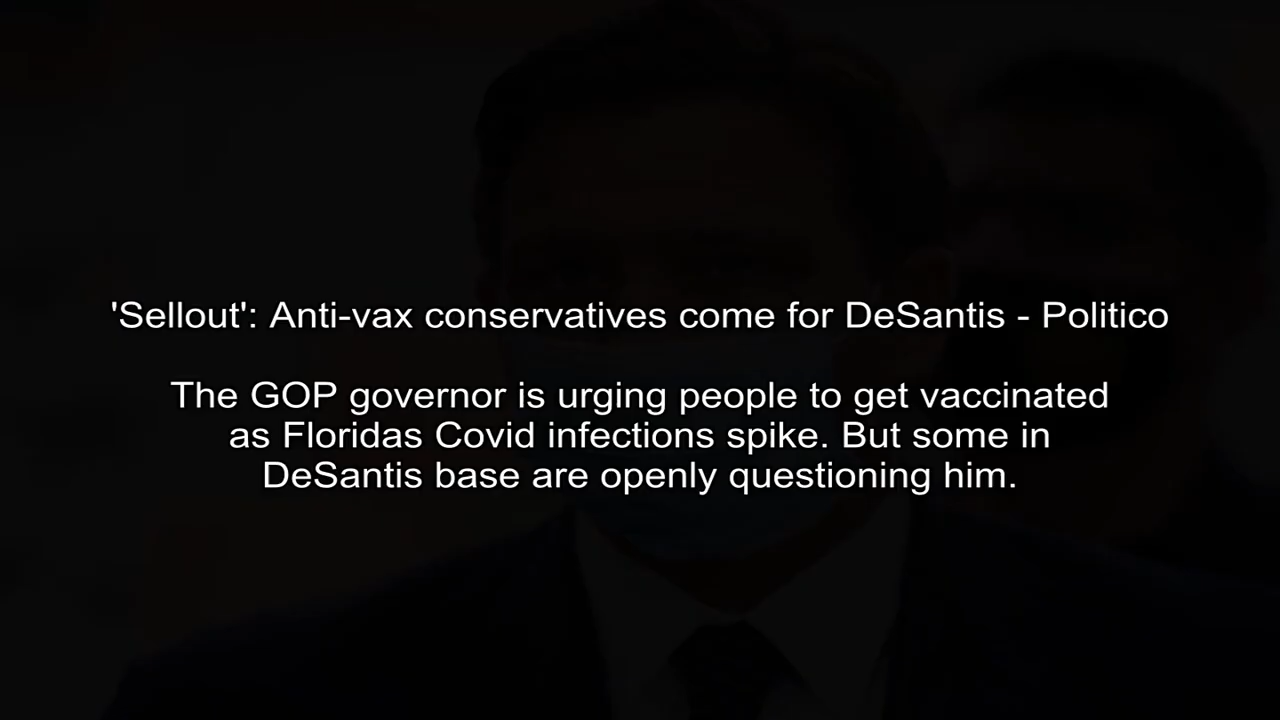 'Sellout': Anti-vax conservatives come for DeSantis - Politico
The GOP governor is urging people to get vaccinated
as Floridas Covid infections spike. But some in
DeSantis base are openly questioning him.